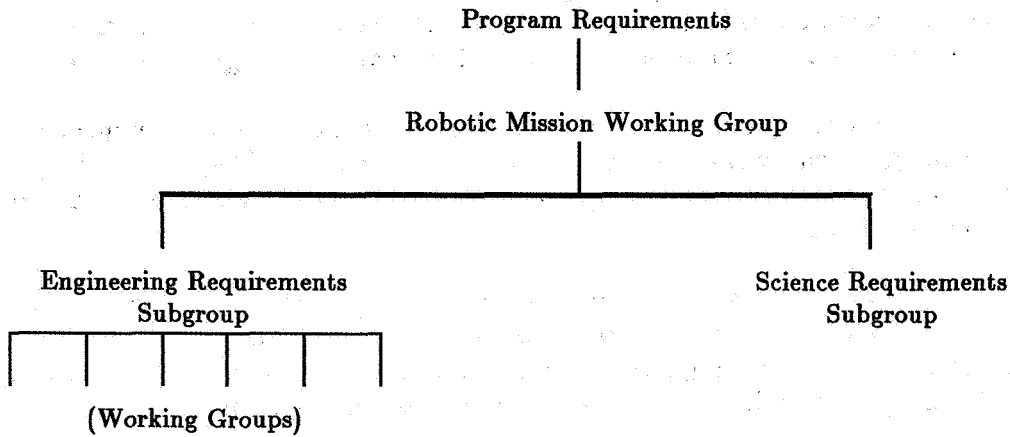 Program Requirements
Robotic Mission Working Group
Engineering Requirements
Subgroup
Science Requirements
Subgroup
(Working Groups)